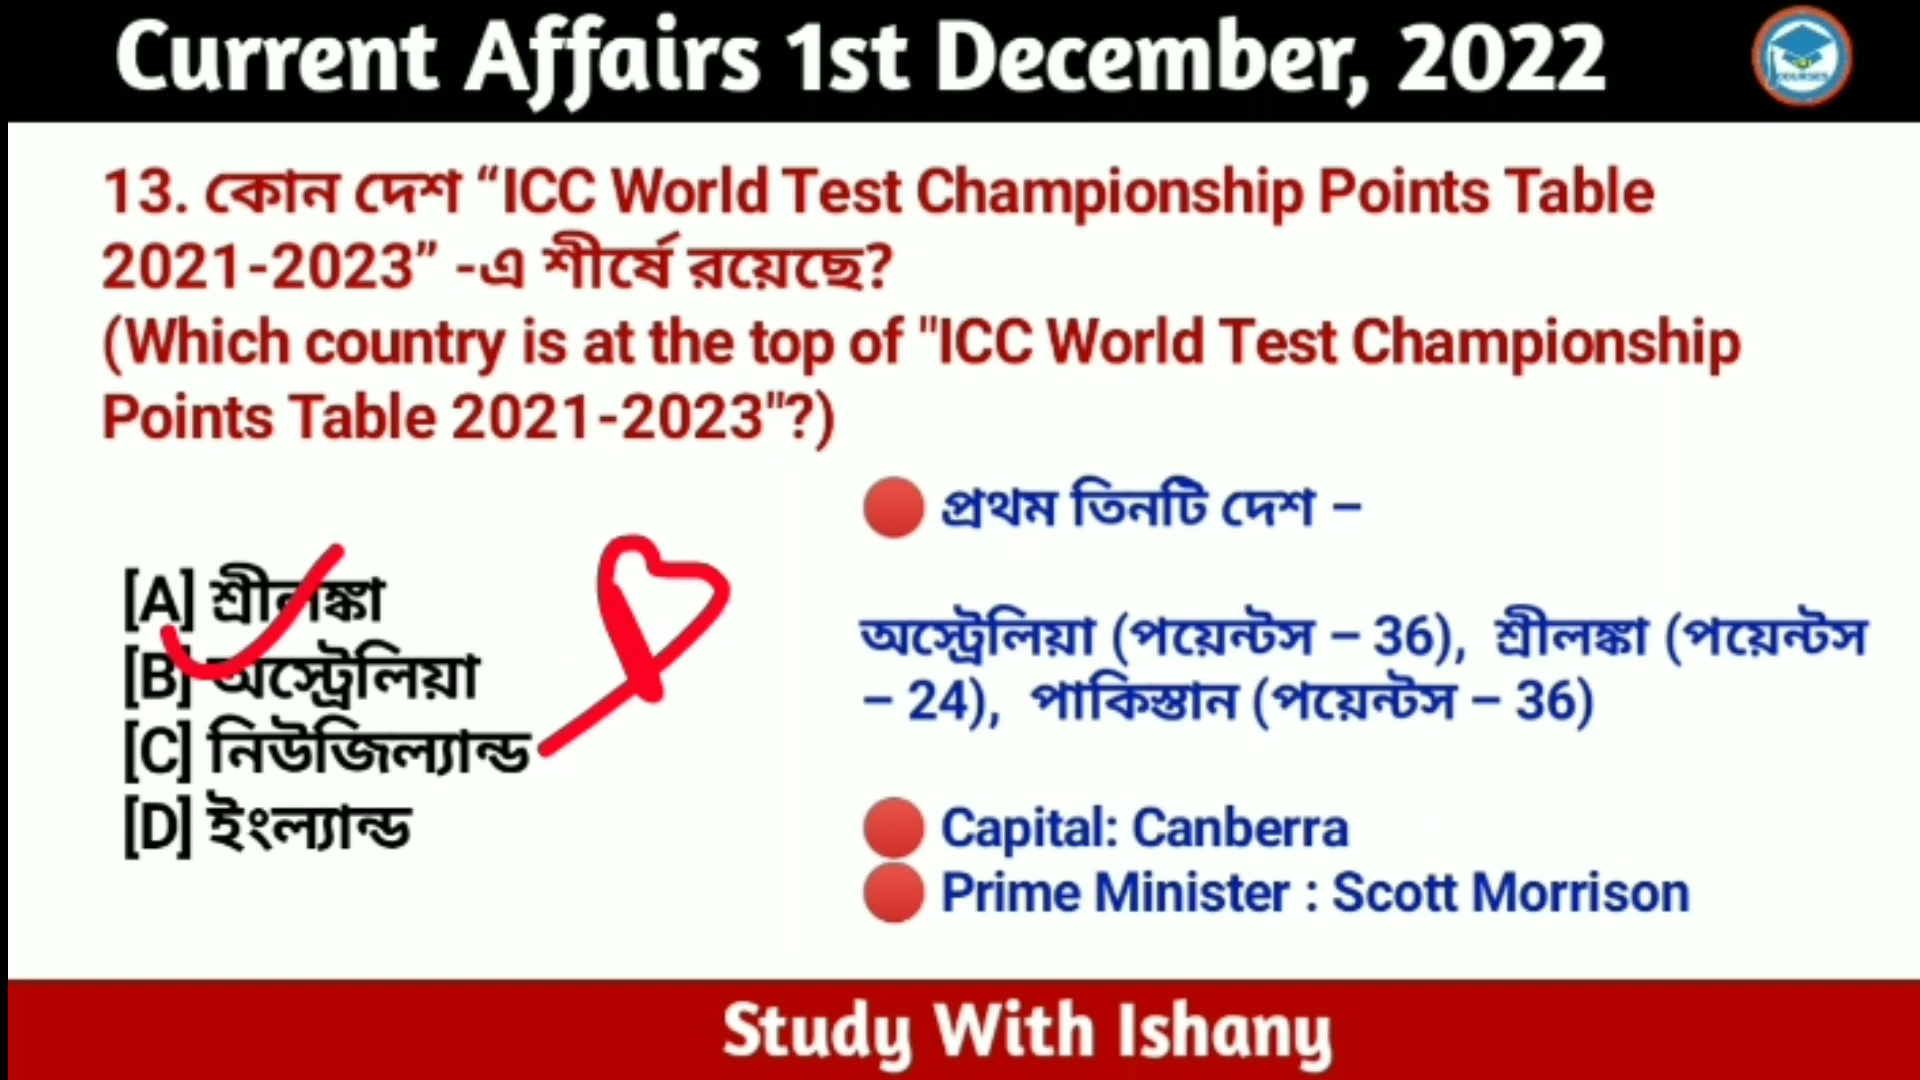 Current Affairs 1st December, 2022
COURSES
13. কোন দেশ “ICC World Test Championship Points Table
2021-2023” -এ শীর্ষে রয়েছে?
(Which country is at the top of "ICC World Test Championship
Points Table 2021-2023"?)
[A] শ্রীলঙ্কা
[B] অস্ট্রেলিয়া
[C] নিউজিল্যান্ড
[D] ইংল্যান্ড
প্রথম তিনটি দেশ –
অস্ট্রেলিয়া (পয়েন্টস – 36), শ্রীলঙ্কা (পয়েন্টস
– 24), পাকিস্তান (পয়েন্টস – 36)
Capital: Canberra
Prime Minister : Scott Morrison
Study With Ishany